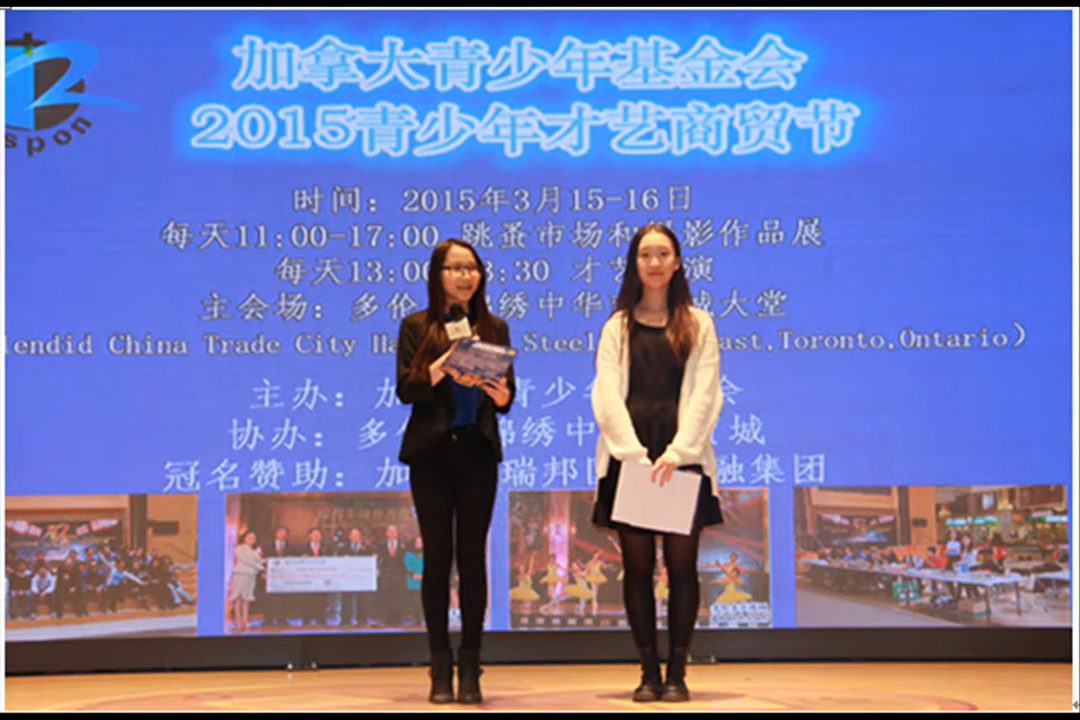 spon
加拿大青少年基金会
2015青少年才艺商贸节
时间：2015年3月15-16日
每天11:00-17:00 跳蚤市场和摄影作品展
每天13:00 3:30 才艺 演
主会场：多伦 锦绣中华 城大堂
lendid China Trade City Ha Steel ast,Toronto,Ontario)
主办：加 青少年 会
协办：多伦 锦绣中 城
冠名赞助：加 瑞邦国 融集团